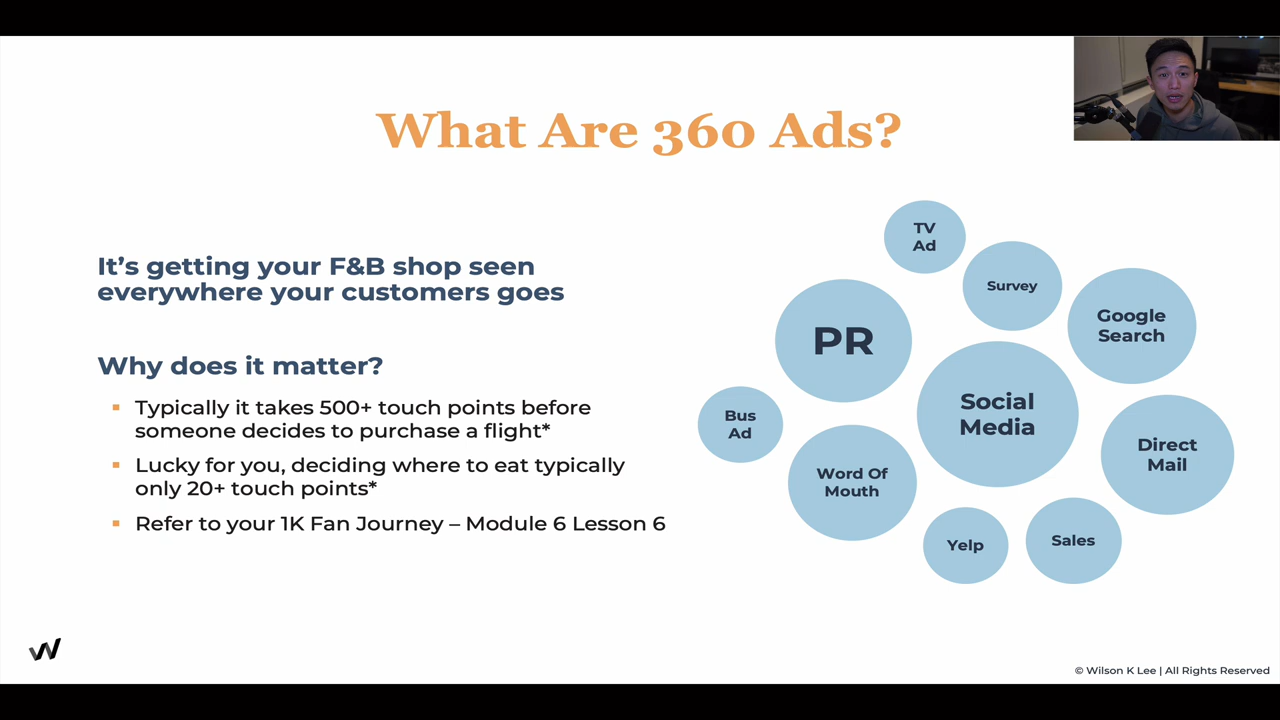 What Are 360 Ads?
It’s getting your F&B shop seen
everywhere your customers goes
Why does it matter?
Typically it takes 500+ touch points before
someone decides to purchase a flight*
Lucky for you, deciding where to eat typically
only 20+ touch points*
Refer to your 1K Fan Journey – Module 6 Lesson 6
TV
Ad
Survey
Google
Search
PR
Social
Media
Bus
Ad
Word Of
Mouth
Direct
Mail
Yelp
Sales
© Wilson K Lee | All Rights Reserved